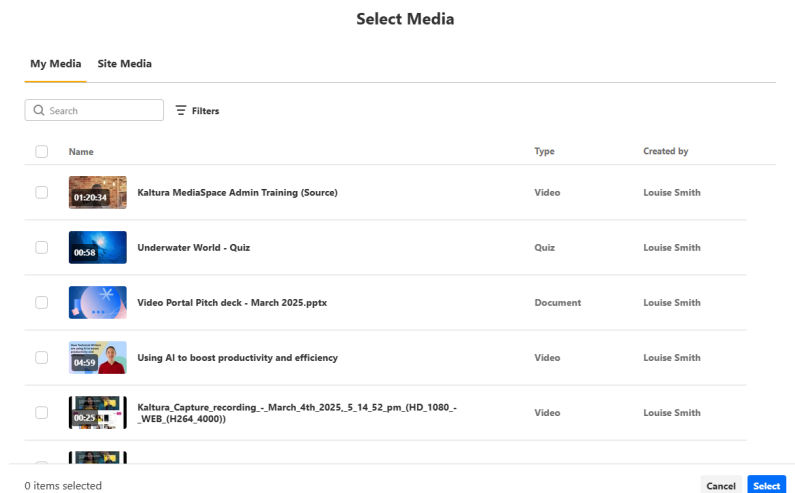 Select Media
My Media Site Media
Search Filters
Name Type Created by
01:20:34 Kaltura MediaSpace Admin Training (Source) Video Louise Smith
00:58 Underwater World - Quiz Quiz Louise Smith
Video Portal Pitch deck - March 2025.pptx Document Louise Smith
04:59 Using AI to boost productivity and efficiency Video Louise Smith
00:25 Kaltura_Capture_recording_-_March_4th_2025,_5_14_52_pm_(HD_1080_-
_WEB_(H264_4000)) Video Louise Smith
0 items selected Cancel Select